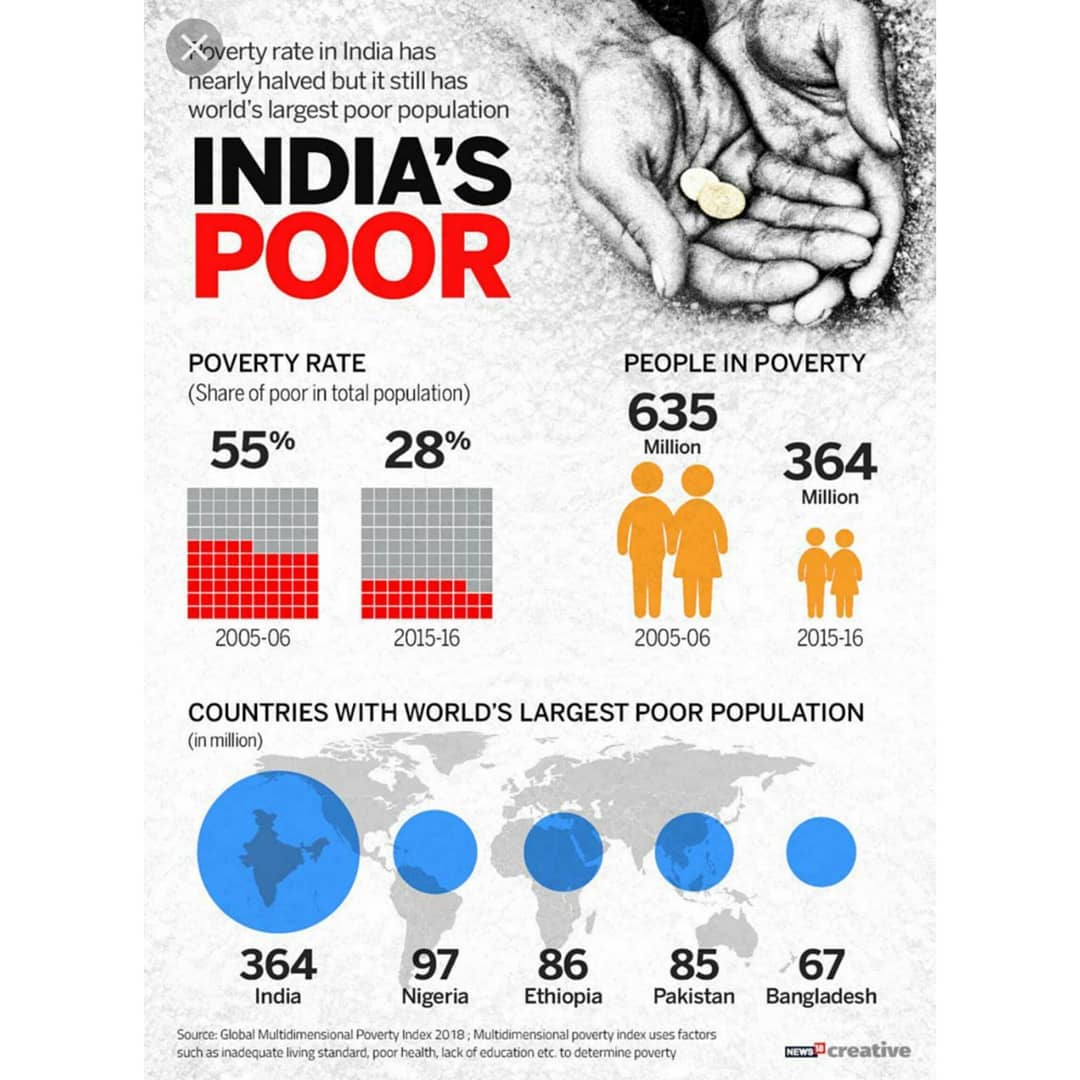 Poverty rate in India has
nearly halved but it still has
world's largest poor population
INDIA'S
POOR
POVERTY RATE
(Share of poor in total population)
55%
28%
2005-06
2015-16
PEOPLE IN POVERTY
635
Million
364
Million
2005-06
2015-16
COUNTRIES WITH WORLD'S LARGEST POOR POPULATION
(in million)
364
India
97
Nigeria
86
Ethiopia
85
Pakistan
67
Bangladesh
Source: Global Multidimensional Poverty Index 2018 ; Multidimensional poverty index uses factors
such as inadequate living standard, poor health, lack of education etc. to determine poverty
NEWS18 creative